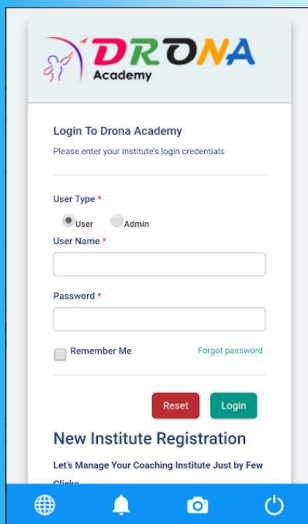 DRONA
Academy
Login To Drona Academy
Please enter your institute's login credentials
User Type *
User Admin
User Name *
Password *
Remember Me Forgot password
Reset Login
New Institute Registration
Let's Manage Your Coaching Institute Just by Few
Clicks